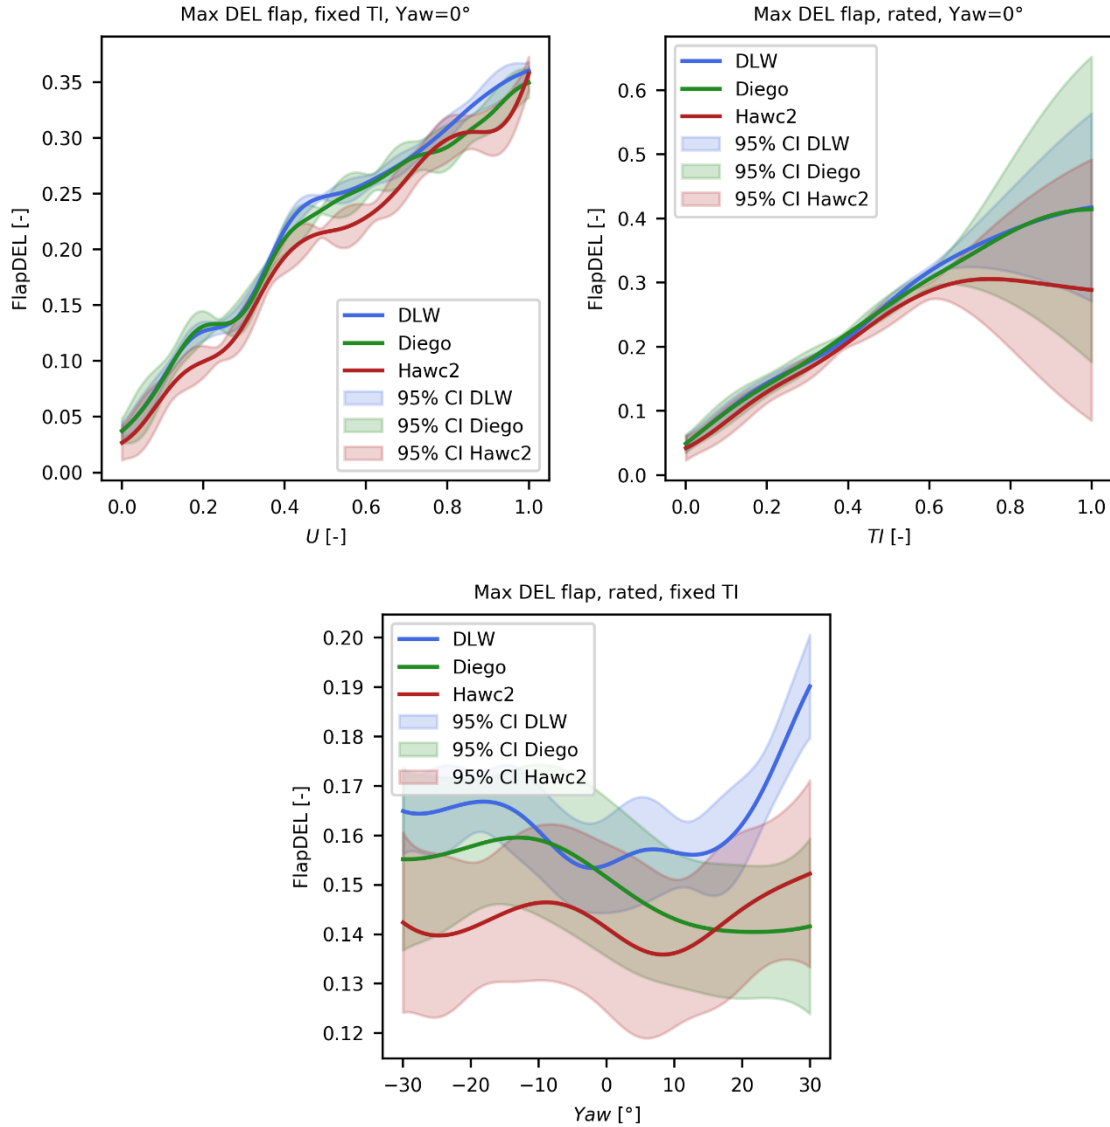 Max DEL flap, fixed TI, Yaw=0°
FlapDEL [-]
0.35
0.30
0.25
0.20
0.15
0.10
0.05
0.00
DLW
Diego
Hawc2
95% CI DLW
95% CI Diego
95% CI Hawc2
0.0 0.2 0.4 0.6 0.8 1.0
U [-]
Max DEL flap, rated, Yaw=0°
FlapDEL [-]
0.6
0.5
0.4
0.3
0.2
0.1
0.0
DLW
Diego
Hawc2
95% CI DLW
95% CI Diego
95% CI Hawc2
0.0 0.2 0.4 0.6 0.8 1.0
TI [-]
Max DEL flap, rated, fixed TI
FlapDEL [-]
0.20
0.19
0.18
0.17
0.16
0.15
0.14
0.13
0.12
DLW
Diego
Hawc2
95% CI DLW
95% CI Diego
95% CI Hawc2
−30 −20 −10 0 10 20 30
Yaw [°]